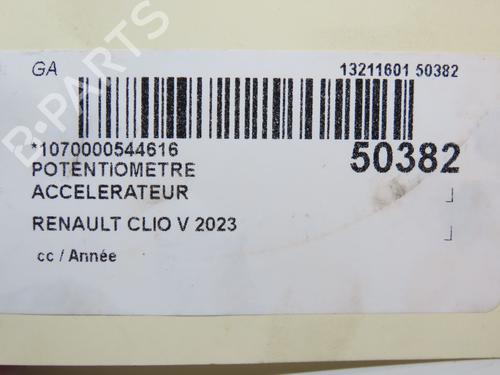 GA 13211601 50382
*1070000544616 50382
POTENTIOMETRE
ACCELERATEUR
RENAULT CLIO V 2023
cc / Année
B-PARTS